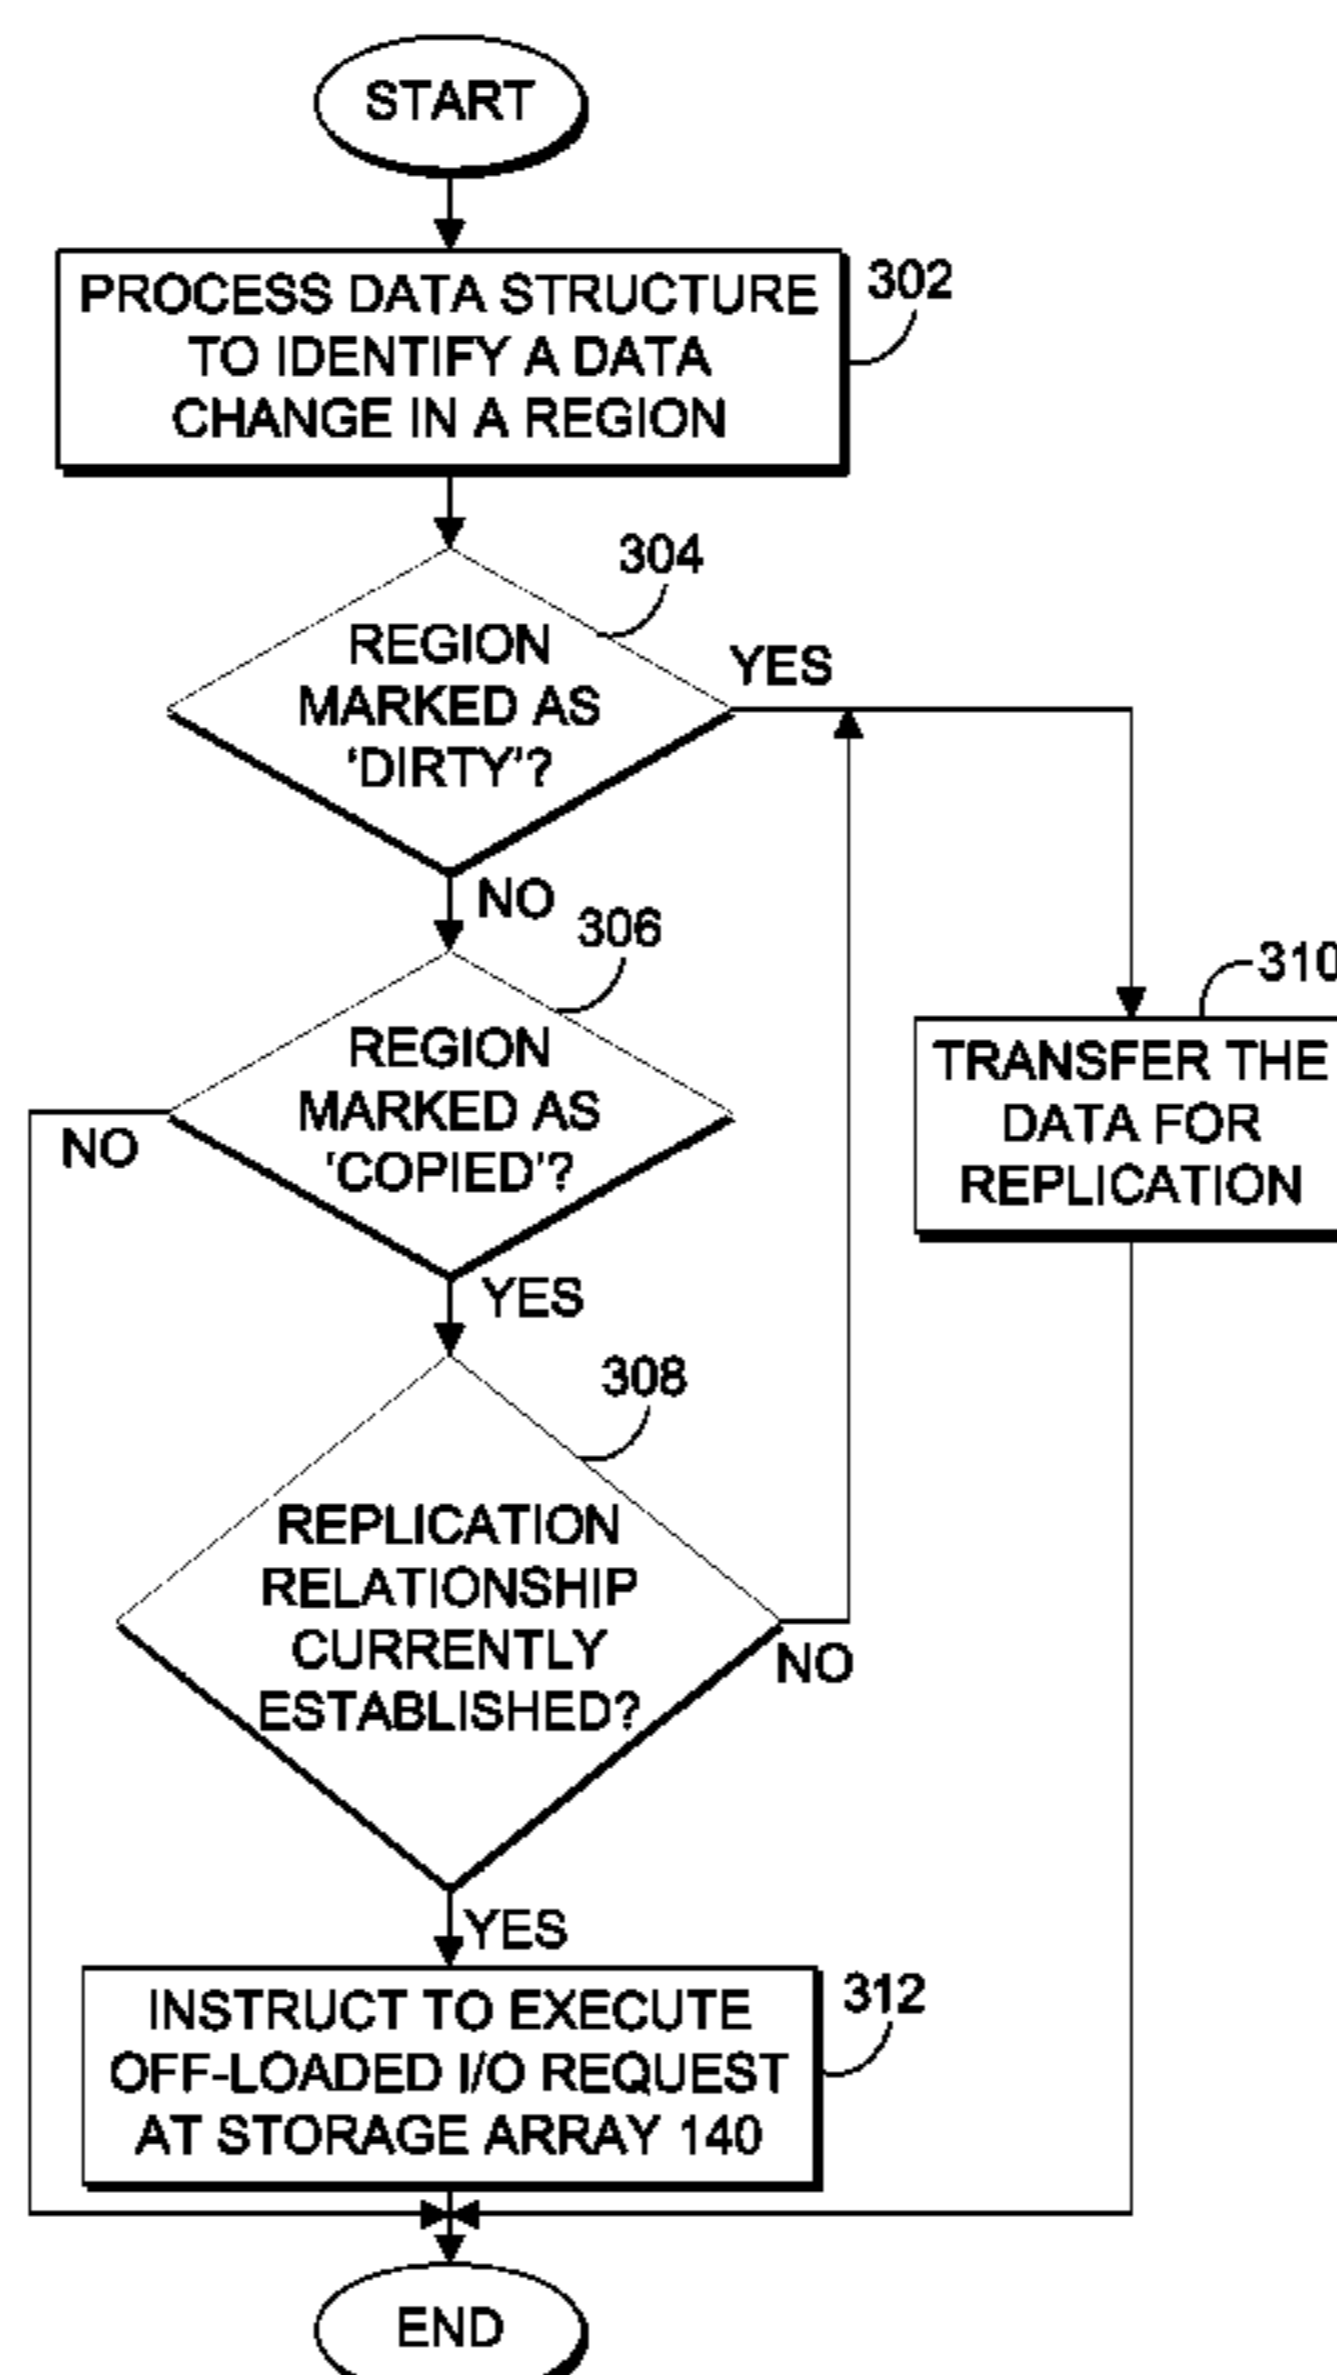 START
PROCESS DATA STRUCTURE
TO IDENTIFY A DATA
CHANGE IN A REGION
302
304
REGION
MARKED AS
'DIRTY'?
YES
NO
306
REGION
MARKED AS
'COPIED'?
NO
YES
310
TRANSFER THE
DATA FOR
REPLICATION
308
REPLICATION
RELATIONSHIP
CURRENTLY
ESTABLISHED?
NO
YES
312
INSTRUCT TO EXECUTE
OFF-LOADED I/O REQUEST
AT STORAGE ARRAY 140
END